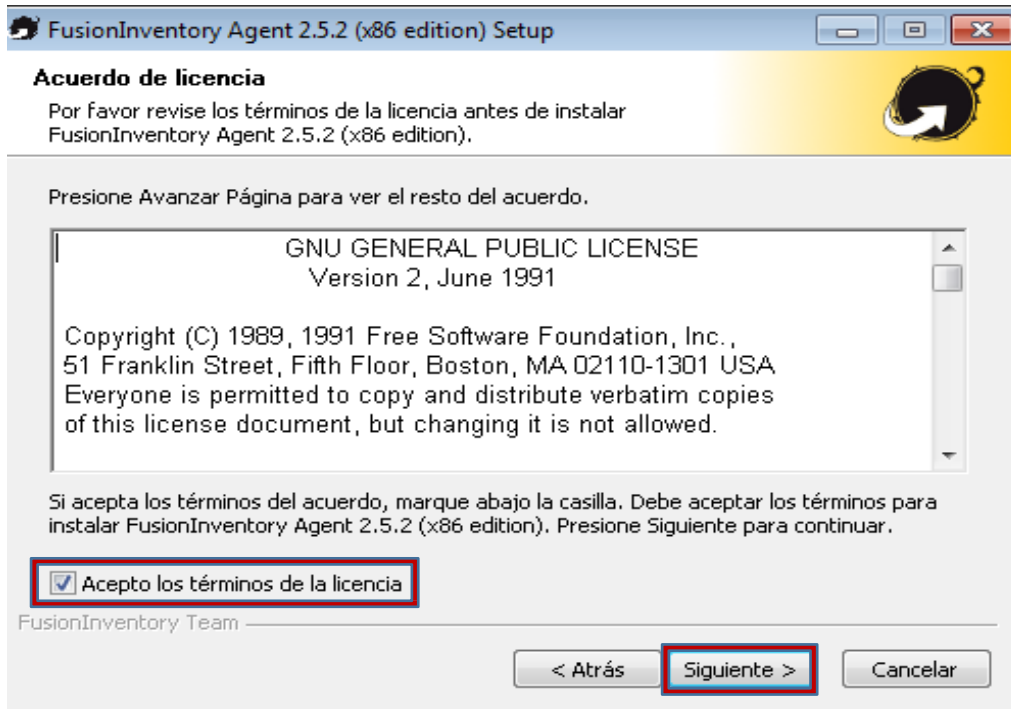 FusionInventory Agent 2.5.2 (x86 edition) Setup
Acuerdo de licencia
Por favor revise los términos de la licencia antes de instalar
FusionInventory Agent 2.5.2 (x86 edition).
Presione Avanzar Página para ver el resto del acuerdo.
GNU GENERAL PUBLIC LICENSE
Version 2, June 1991
Copyright (C) 1989, 1991 Free Software Foundation, Inc.,
51 Franklin Street, Fifth Floor, Boston, MA 02110-1301 USA
Everyone is permitted to copy and distribute verbatim copies
of this license document, but changing it is not allowed.
Si acepta los términos del acuerdo, marque abajo la casilla. Debe aceptar los términos para
instalar FusionInventory Agent 2.5.2 (x86 edition). Presione Siguiente para continuar.
Acepto los términos de la licencia
FusionInventory Team
< Atrás Siguiente > Cancelar